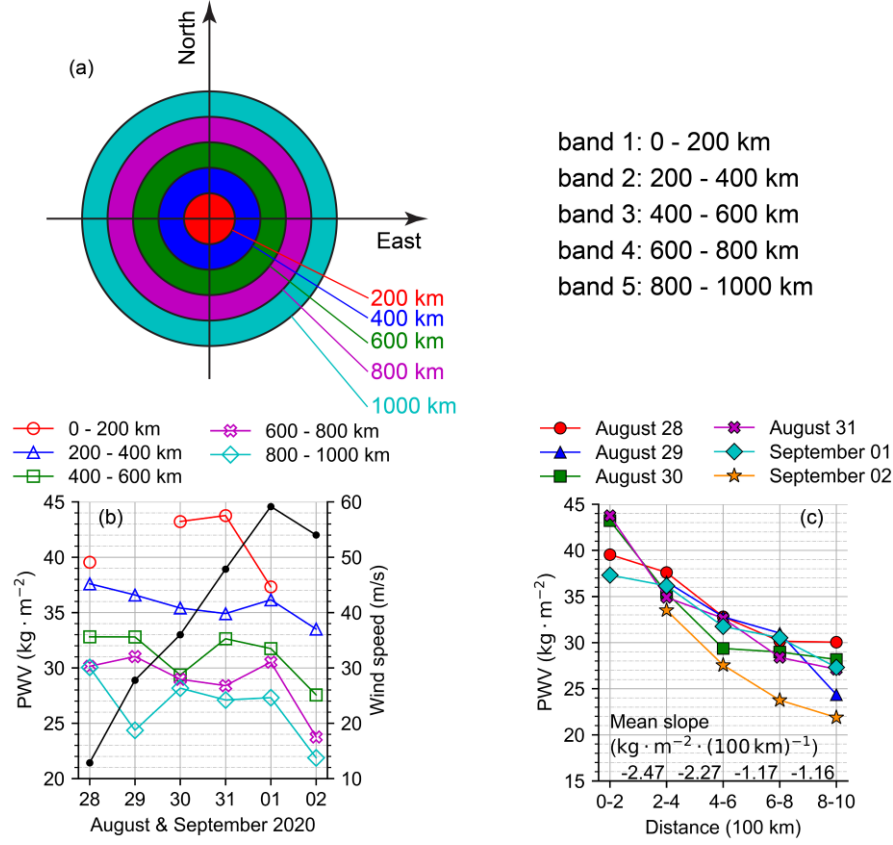 North
(a)
East
200 km
400 km
600 km
800 km
1000 km
band 1: 0 - 200 km
band 2: 200 - 400 km
band 3: 400 - 600 km
band 4: 600 - 800 km
band 5: 800 - 1000 km
0 - 200 km
200 - 400 km
400 - 600 km
600 - 800 km
800 - 1000 km
(b)
PWV (kg · m⁻²)
45
40
35
30
25
20
Wind speed (m/s)
60
50
40
30
20
10
28 29 30 31 01 02
August & September 2020
August 28
August 29
August 30
August 31
September 01
September 02
(c)
PWV (kg · m⁻²)
45
40
35
30
25
20
15
Mean slope
(kg · m⁻² · (100 km)⁻¹)
-2.47 -2.27 -1.17 -1.16
0-2 2-4 4-6 6-8 8-10
Distance (100 km)